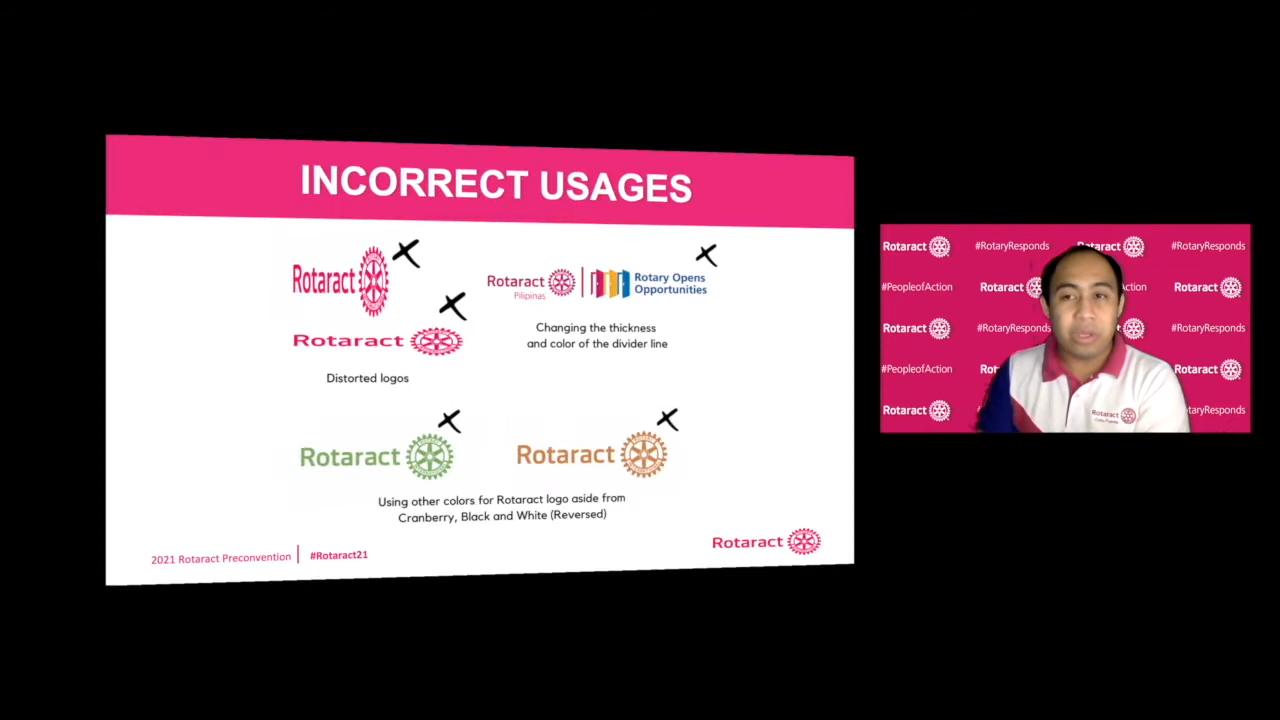 INCORRECT USAGES
Rotaract
Rotaract
Distorted logos
Rotaract
Pilipinas
Rotary Opens
Opportunities
Changing the thickness
and color of the divider line
Rotaract
Rotaract
Using other colors for Rotaract logo aside from
Cranberry, Black and White (Reversed)
2021 Rotaract Preconvention
#Rotaract21
Rotaract
Rotaract #RotaryResponds Rotaract #RotaryResponds
#PeopleofAction Rotaract Action Rotaract
Rotaract #RotaryResponds #RotaryResponds
#PeopleofAction Rotaract
Rotaract
Rotaract